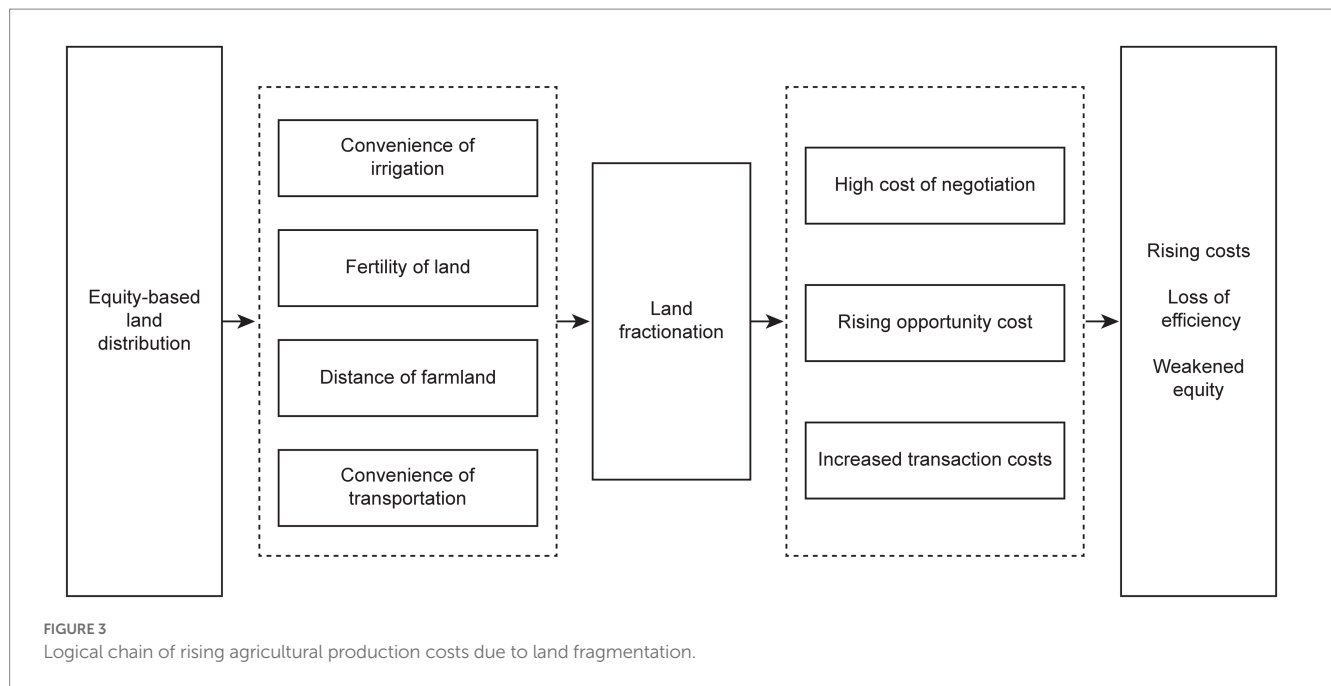 Equity-based
land
distribution
Convenience of
irrigation
Fertility of land
Distance of farmland
Convenience of
transportation
Land
fractionation
High cost of negotiation
Rising opportunity cost
Increased transaction costs
Rising costs
Loss of
efficiency
Weakened
equity
FIGURE 3
Logical chain of rising agricultural production costs due to land fragmentation.